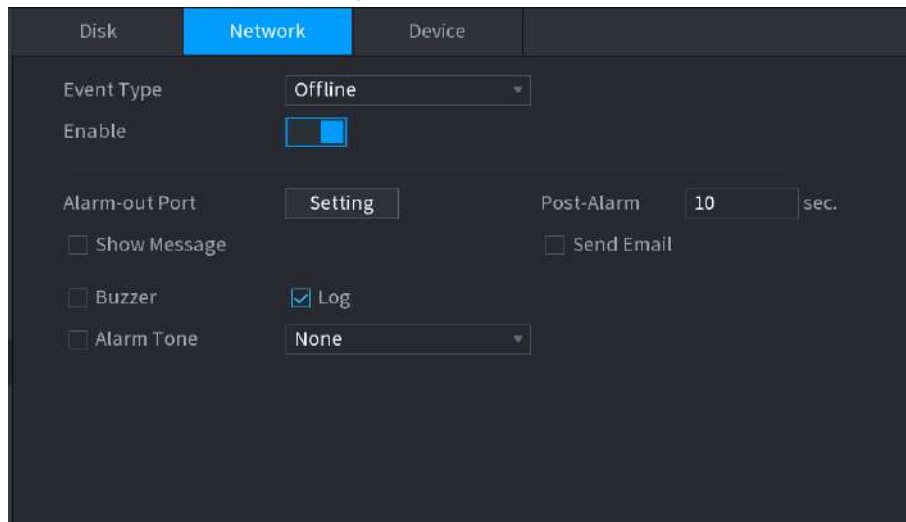 Disk Network Device
Event Type Offline
Enable
Alarm-out Port Setting Post-Alarm 10 sec.
Show Message Send Email
Buzzer Log
Alarm Tone None